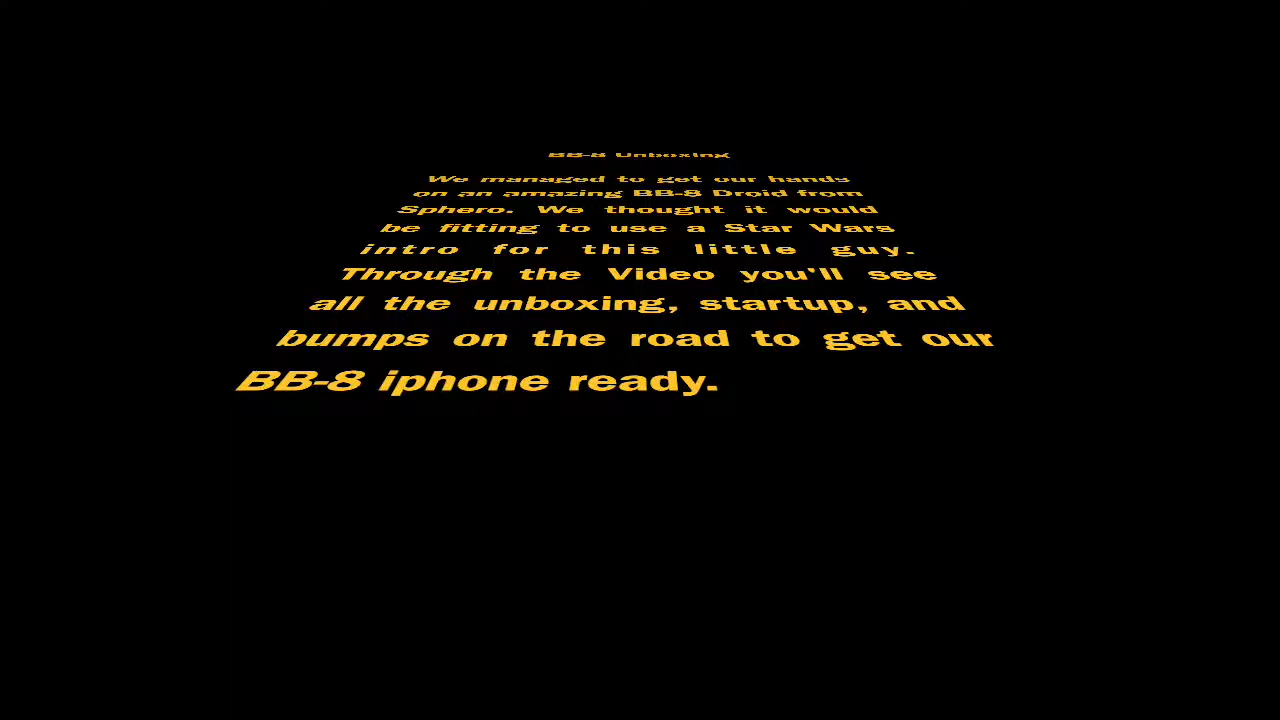 BB-8 Unboxing
We managed to get our hands
on an amazing BB-8 Droid from
Sphero. We thought it would
be fitting to use a Star Wars
intro for this little guy.
Through the Video you'll see
all the unboxing, startup, and
bumps on the road to get our
BB-8 iphone ready.